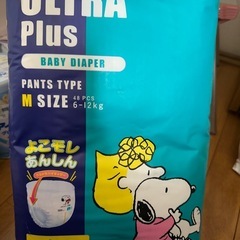 ULTRA
Plus
BABY DIAPER
PANTS TYPE
M SIZE
48 PCS
6-12kg
よこモレ
あんしん